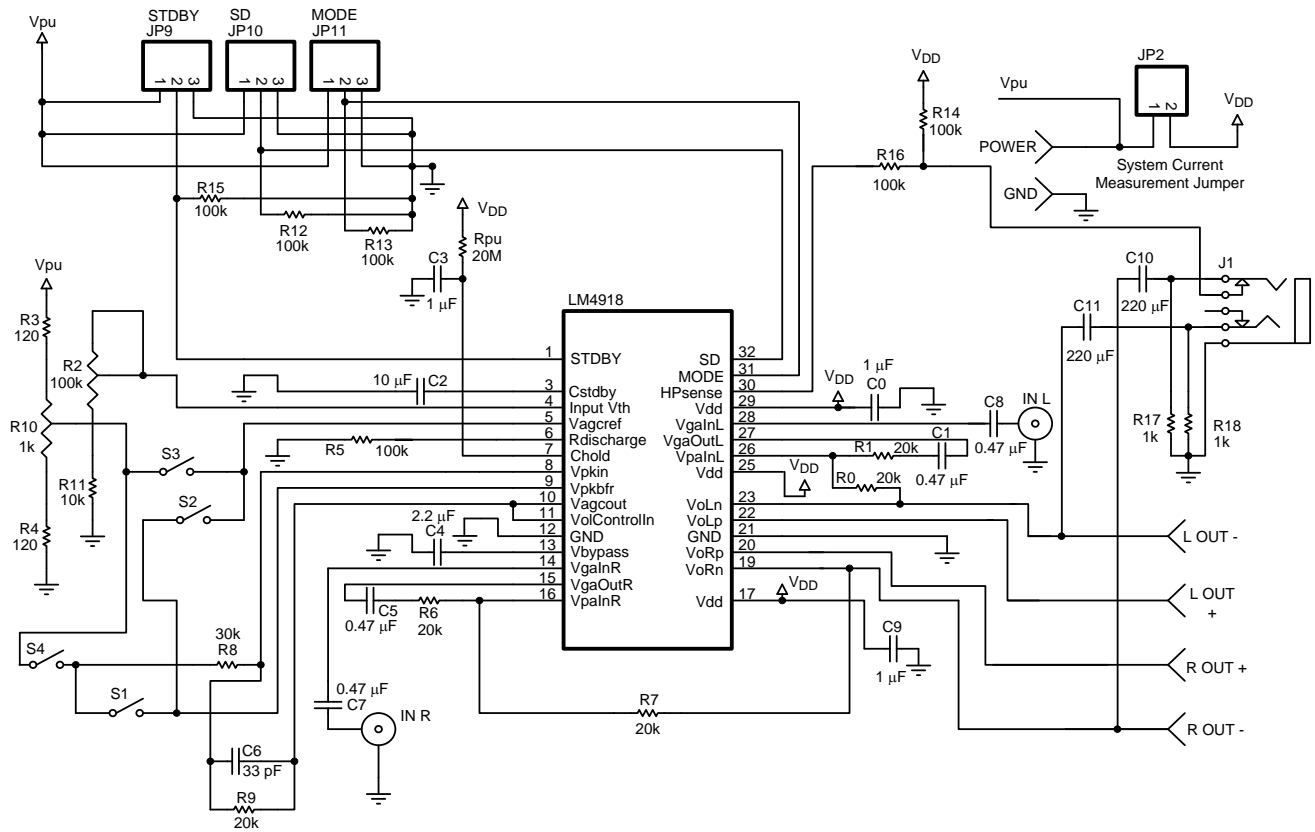 STDBY
JP9
SD
JP10
MODE
JP11
Vpu
1
2
3
1
2
3
1
2
3
VDD
R14
100k
R16
100k
Vpu
JP2
1
2
VDD
POWER
GND
System Current
Measurement Jumper
R15
100k
R12
100k
R13
100k
VDD
Rpu
20M
C3
1 µF
Vpu
R3
120
R2
100k
R10
1k
R11
10k
R4
120
S3
S2
S4
S1
30k
R8
C6
33 pF
R9
20k
10 µF
C2
R5
100k
2.2 µF
C4
C5
0.47 µF
R6
20k
0.47 µF
C7
IN R
R7
20k
LM4918
1
STDBY
3
Cstdby
4
Input Vth
5
Vagcref
6
Rdischarge
7
Chold
8
Vpkin
9
Vpkbfr
10
Vagcout
11
VolControlIn
12
GND
13
Vbypass
14
VgaInR
15
VgaOutR
16
VpaInR
SD
32
MODE
31
HPsense
30
Vdd
29
VgaInL
28
VgaOutL
27
VpaInL
26
Vdd
25
VoLn
23
VoLp
22
GND
21
VoRp
20
VoRn
19
Vdd
17
1 µF
VDD
C0
C8
0.47 µF
IN L
R1
20k
C1
0.47 µF
R0
20k
VDD
VDD
C9
1 µF
C10
220 µF
C11
220 µF
J1
R17
1k
R18
1k
L OUT -
L OUT
+
R OUT +
R OUT -